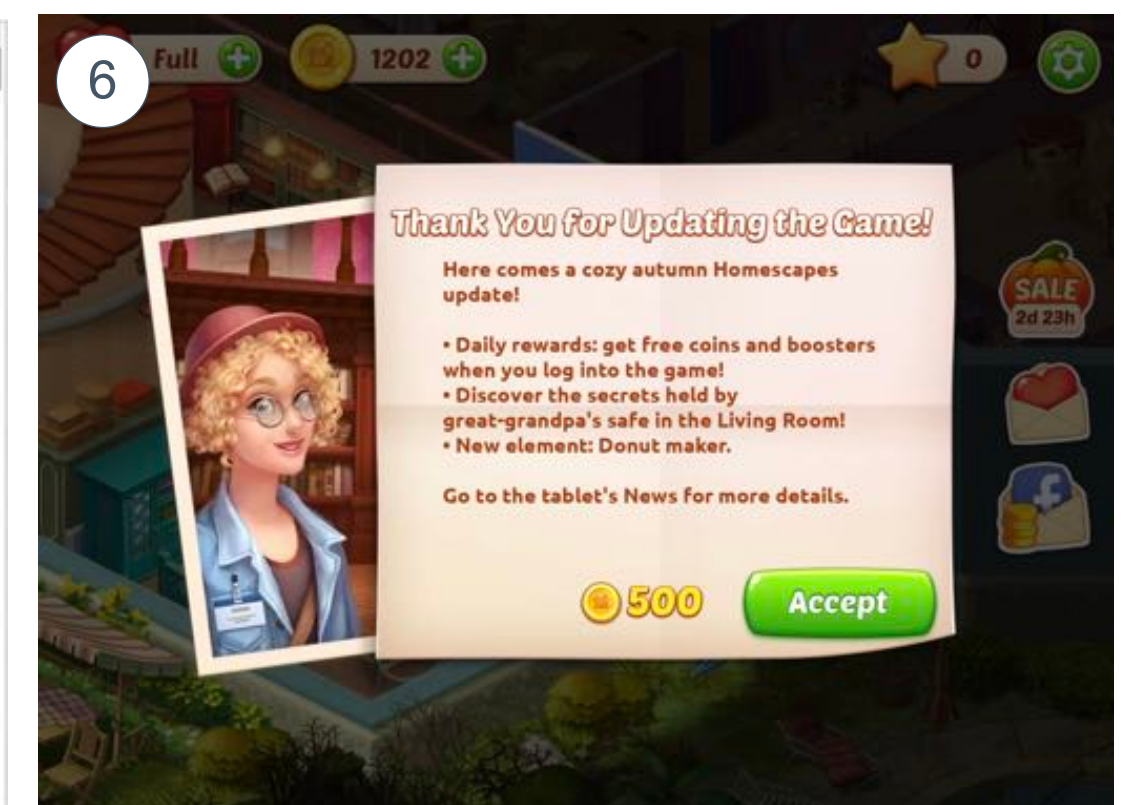 6
Full
1202
0
Thank You for Updating the Game!
Here comes a cozy autumn Homescapes
update!
• Daily rewards: get free coins and boosters
when you log into the game!
• Discover the secrets held by
great-grandpa's safe in the Living Room!
• New element: Donut maker.
Go to the tablet's News for more details.
500
Accept
SALE
2d 23h
f